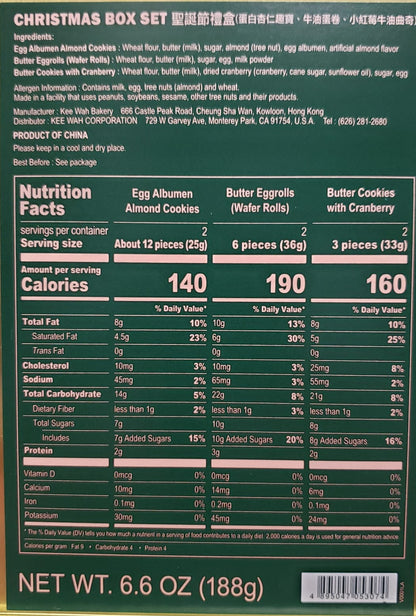 CHRISTMAS BOX SET 聖誕節禮盒(蛋白杏仁趣寶、牛油蛋卷、小紅莓牛油曲奇)
Ingredients:
Egg Albumen Almond Cookies : Wheat flour, butter (milk), sugar, almond (tree nut), egg albumen, artificial almond flavor
Butter Eggrolls (Wafer Rolls) : Wheat flour, butter (milk), sugar, egg, milk powder
Butter Cookies with Cranberry : Wheat flour, butter (milk), dried cranberry (cranberry, cane sugar, sunflower oil), sugar, egg
Allergen Information : Contains milk, egg, tree nuts (almond) and wheat.
Made in a facility that uses peanuts, soybeans, sesame, other tree nuts and their products.
Manufacturer : Kee Wah Bakery 666 Castle Peak Road, Cheung Sha Wan, Kowloon, Hong Kong
Distributor : KEE WAH CORPORATION 729 W Garvey Ave, Monterey Park, CA 91754, U.S.A. Tel : (626) 281-2680
PRODUCT OF CHINA
Please keep in a cool and dry place.
Best Before : See package
Nutrition Facts Egg Albumen Almond Cookies Butter Eggrolls (Wafer Rolls) Butter Cookies with Cranberry
servings per container 2 2 2
Serving size About 12 pieces (25g) 6 pieces (36g) 3 pieces (33g)
Amount per serving
Calories 140 190 160
% Daily Value* % Daily Value* % Daily Value*
Total Fat 8g 10% 10g 13% 8g 10%
Saturated Fat 4.5g 23% 6g 30% 5g 25%
Trans Fat 0g 0g 0g
Cholesterol 10mg 3% 10mg 3% 25mg 8%
Sodium 45mg 2% 65mg 3% 55mg 2%
Total Carbohydrate 14g 5% 22g 8% 21g 8%
Dietary Fiber less than 1g 2% less than 1g 3% less than 1g 2%
Total Sugars 7g 10g 8g
Includes 7g Added Sugars 15% 10g Added Sugars 20% 8g Added Sugars 16%
Protein 2g 3g 2g
Vitamin D 0mcg 0% 0mcg 0% 0mcg 0%
Calcium 10mg 0% 14mg 0% 6mg 0%
Iron 0.1mg 0% 0.2mg 0% 0.1mg 0%
Potassium 30mg 0% 45mg 0% 24mg 0%
* The % Daily Value (DV) tells you how much a nutrient in a serving of food contributes to a daily diet. 2,000 calories a day is used for general nutrition advice
Calories per gram Fat 9 • Carbohydrate 4 • Protein 4
NET WT. 6.6 OZ (188g)
4 895047 053074